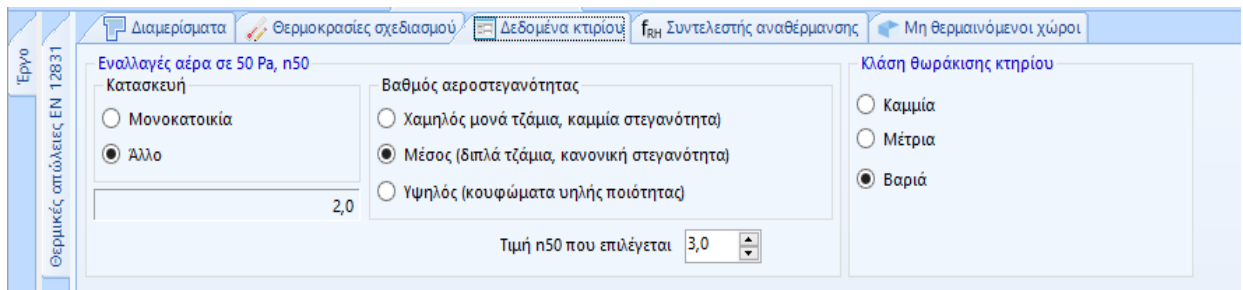 Διαμερίσματα Θερμοκρασίες σχεδιασμού Δεδομένα κτιρίου fRH Συντελεστής αναθέρμανσης Μη θερμαινόμενοι χώροι
Έργο
Θερμικές απώλειες EN 12831
Εναλλαγές αέρα σε 50 Pa, n50
Κατασκευή
Μονοκατοικία
Άλλο
2,0
Βαθμός αεροστεγανότητας
Χαμηλός μονά τζάμια, καμμία στεγανότητα)
Μέσος (διπλά τζάμια, κανονική στεγανότητα)
Υψηλός (κουφώματα υηλής ποιότητας)
Τιμή n50 που επιλέγεται 3,0
Κλάση θωράκισης κτηρίου
Καμμία
Μέτρια
Βαριά